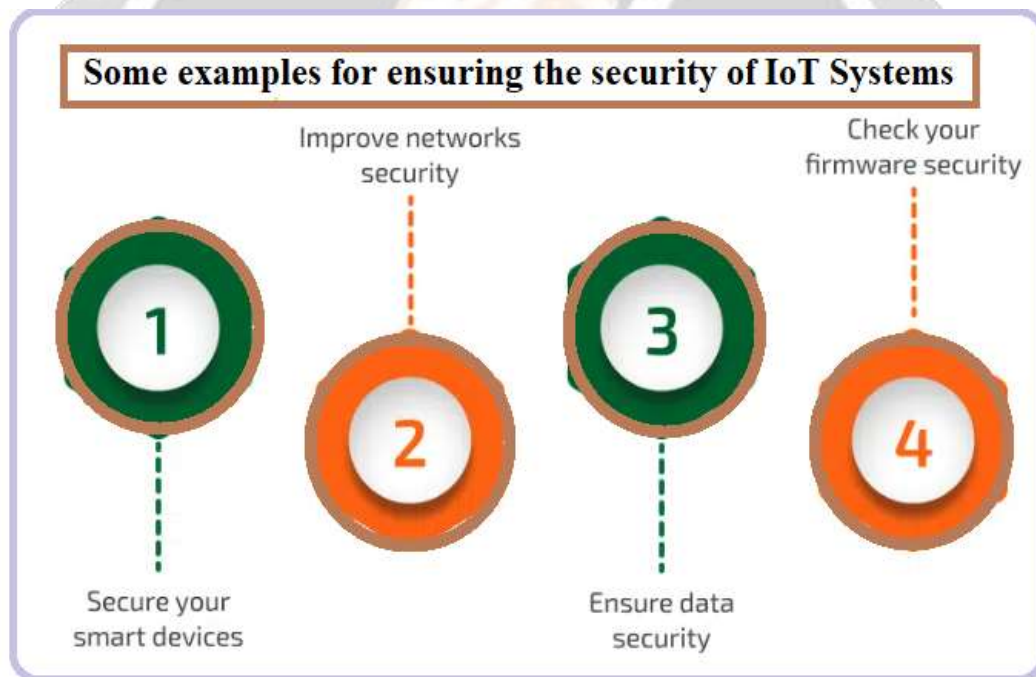 Some examples for ensuring the security of IoT Systems
Improve networks
security
Check your
firmware security
1
2
3
4
Secure your
smart devices
Ensure data
security